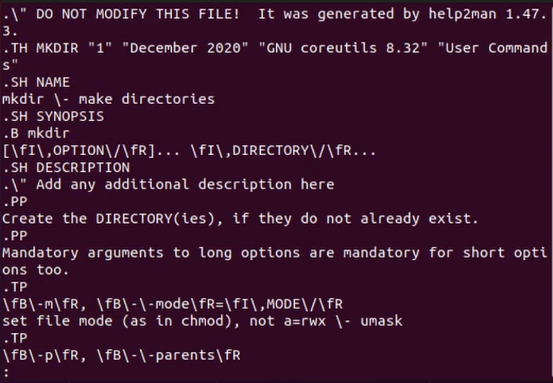 .\" DO NOT MODIFY THIS FILE!  It was generated by help2man 1.47.
3.
.TH MKDIR "1" "December 2020" "GNU coreutils 8.32" "User Command
s"
.SH NAME
mkdir \- make directories
.SH SYNOPSIS
.B mkdir
[\fI\,OPTION\/\fR]... \fI\,DIRECTORY\/\fR...
.SH DESCRIPTION
.\" Add any additional description here
.PP
Create the DIRECTORY(ies), if they do not already exist.
.PP
Mandatory arguments to long options are mandatory for short opti
ons too.
.TP
\fB\-m\fR, \fB\-\-mode\fR=\fI\,MODE\/\fR
set file mode (as in chmod), not a=rwx \- umask
.TP
\fB\-p\fR, \fB\-\-parents\fR
: